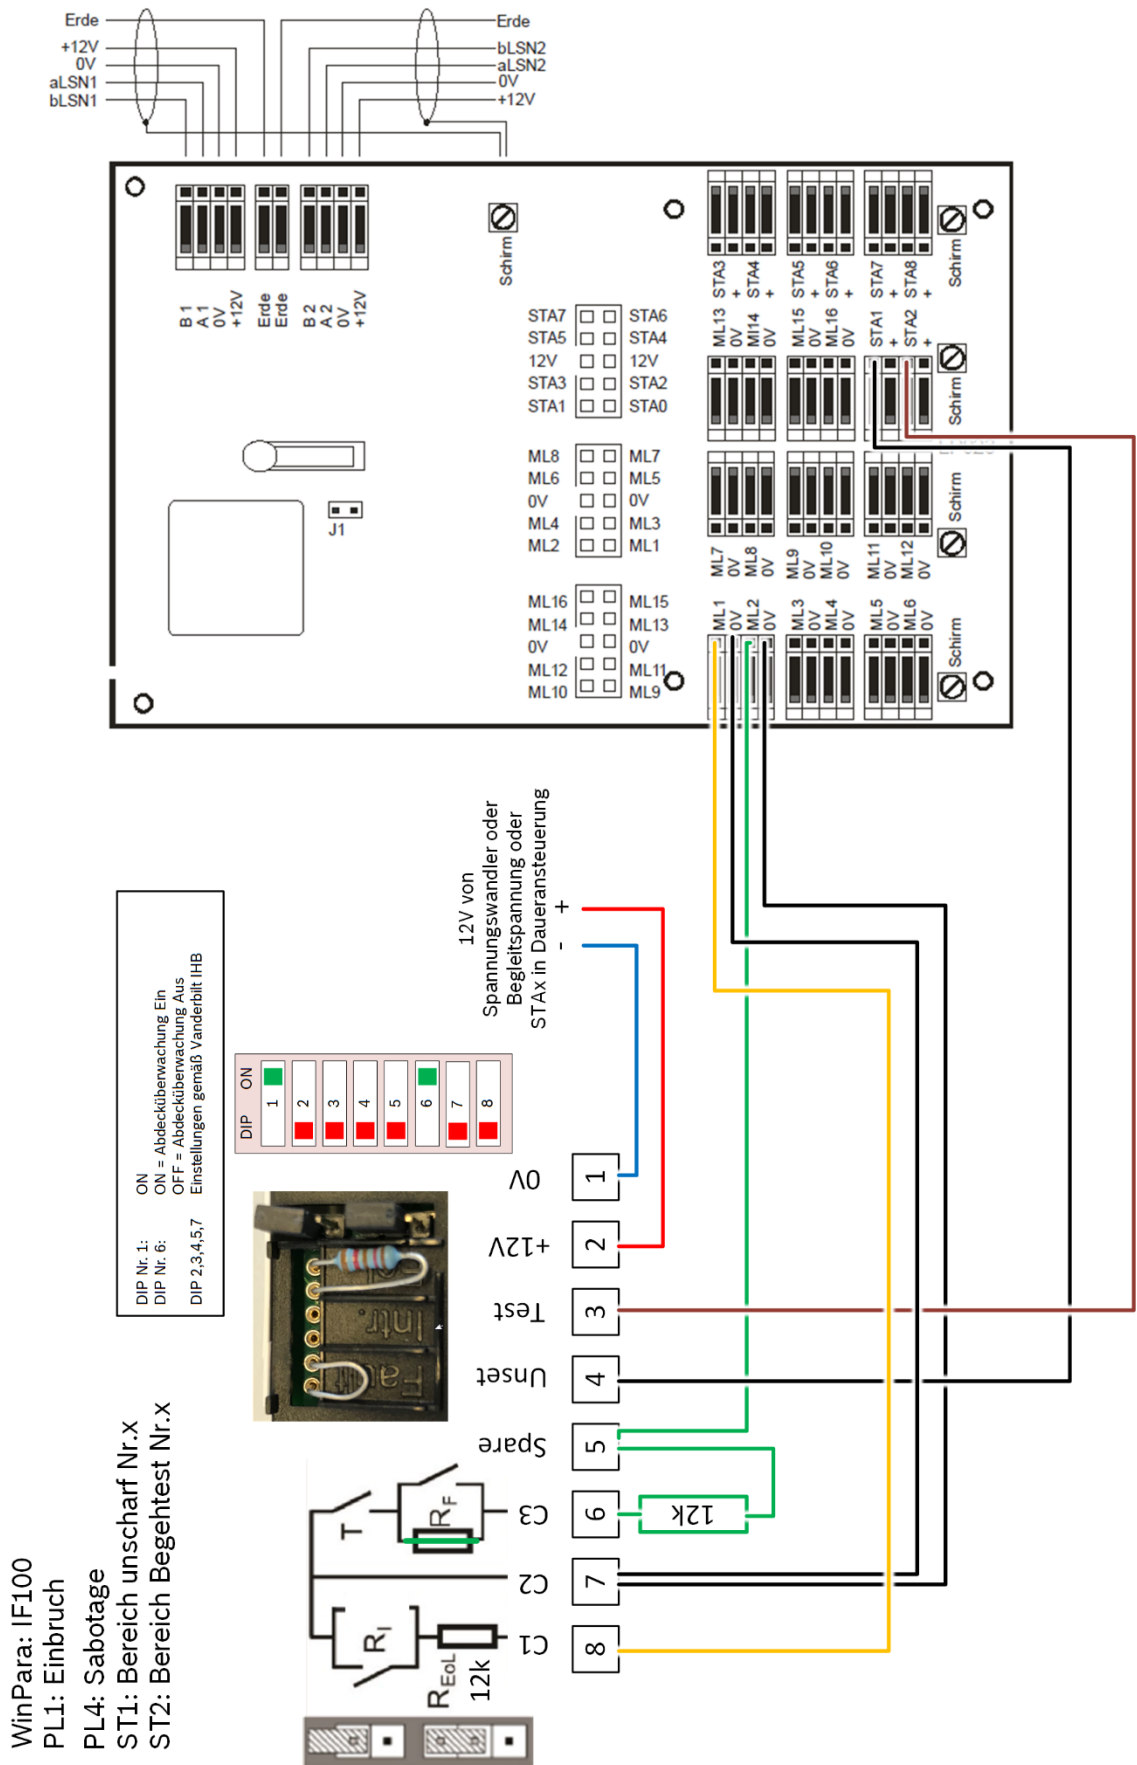 Erde
+12V
0V
aLSN1
bLSN1
Erde
bLSN2
aLSN2
0V
+12V
B 1
A 1
0V
+12V
Erde
Erde
B 2
A 2
0V
+12V
Schirm
J1
STA7 STA6
STA5 STA4
12V 12V
STA3 STA2
STA1 STA0
ML8 ML7
ML6 ML5
0V 0V
ML4 ML3
ML2 ML1
ML16 ML15
ML14 ML13
0V 0V
ML12 ML11
ML10 ML9
STA3
+
STA4
+
STA5
+
STA6
+
STA7
+
STA8
+
Schirm
ML13
0V
Ml14
0V
ML15
0V
ML16
0V
STA1
+
STA2
+
Schirm
ML7
0V
ML8
0V
ML9
0V
ML10
0V
ML11
0V
ML12
0V
Schirm
ML1
0V
ML2
0V
ML3
0V
ML4
0V
ML5
0V
ML6
0V
Schirm
12V von
Spannungswandler oder
Begleitspannung oder
STAx in Daueransteuerung
- +
DIP Nr. 1: ON
DIP Nr. 6: ON = Abdecküberwachung Ein
OFF = Abdecküberwachung Aus
DIP 2,3,4,5,7 Einstellungen gemäß Vanderbilt IHB
DIP ON
1
2
3
4
5
6
7
8
0V 1
+12V 2
Test 3
Unset 4
Spare 5
C3 6
C2 7
C1 8
12k
Intr.
T
RF
RI
REoL
12k
WinPara: IF100
PL1: Einbruch
PL4: Sabotage
ST1: Bereich unscharf Nr.x
ST2: Bereich Begehtest Nr.x